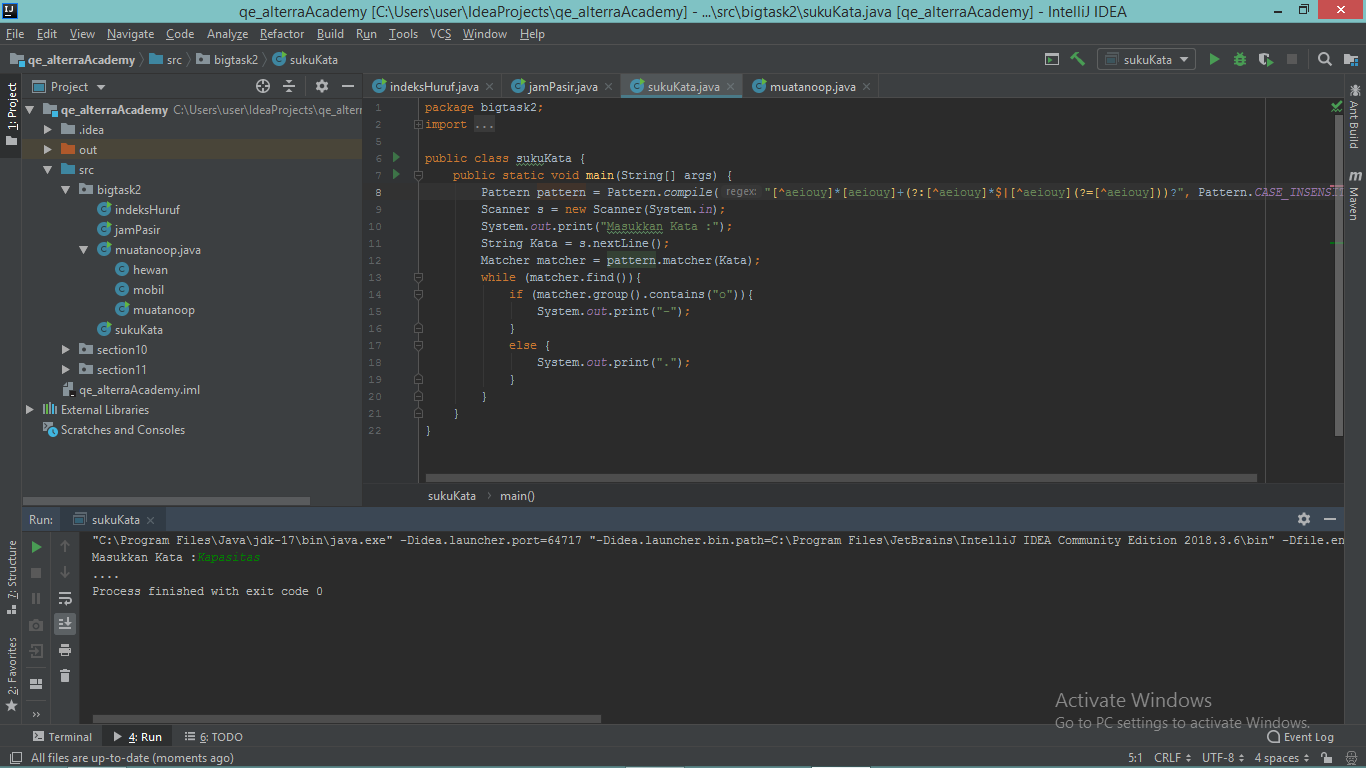 qe_alterraAcademy [C:\Users\user\IdeaProjects\qe_alterraAcademy] - ...\src\bigtask2\sukuKata.java [qe_alterraAcademy] - IntelliJ IDEA
File Edit View Navigate Code Analyze Refactor Build Run Tools VCS Window Help
qe_alterraAcademy src bigtask2 sukuKata
sukuKata
Project
indeksHuruf.java jamPasir.java sukuKata.java muatanoop.java
1: Project
qe_alterraAcademy C:\Users\user\IdeaProjects\qe_alterr
.idea
out
src
bigtask2
indeksHuruf
jamPasir
muatanoop.java
hewan
mobil
muatanoop
sukuKata
section10
section11
qe_alterraAcademy.iml
External Libraries
Scratches and Consoles
1 package bigtask2;
2 import ...
5
6 public class sukuKata {
7 public static void main(String[] args) {
8 Pattern pattern = Pattern.compile( regex: "[^aeiouy]*[aeiouy]+(?:[^aeiouy]*$|[^aeiouy](?=[^aeiouy]))?", Pattern.CASE_INSENSI
9 Scanner s = new Scanner(System.in);
10 System.out.print("Masukkan Kata :");
11 String Kata = s.nextLine();
12 Matcher matcher = pattern.matcher(Kata);
13 while (matcher.find()){
14 if (matcher.group().contains("o")){
15 System.out.print("-");
16 }
17 else {
18 System.out.print(".");
19 }
20 }
21 }
22 }
sukuKata main()
Ant Build
m Maven
Run: sukuKata
7: Structure
2: Favorites
"C:\Program Files\Java\jdk-17\bin\java.exe" -Didea.launcher.port=64717 "-Didea.launcher.bin.path=C:\Program Files\JetBrains\IntelliJ IDEA Community Edition 2018.3.6\bin" -Dfile.en
Masukkan Kata :Kapasitas
....
Process finished with exit code 0
Activate Windows
Go to PC settings to activate Windows.
Terminal 4: Run 6: TODO Event Log
All files are up-to-date (moments ago) 5:1 CRLF UTF-8 4 spaces